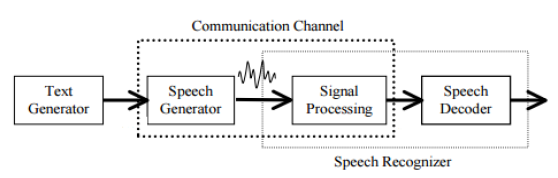 Communication Channel
Text
Generator
Speech
Generator
Signal
Processing
Speech
Decoder
Speech Recognizer